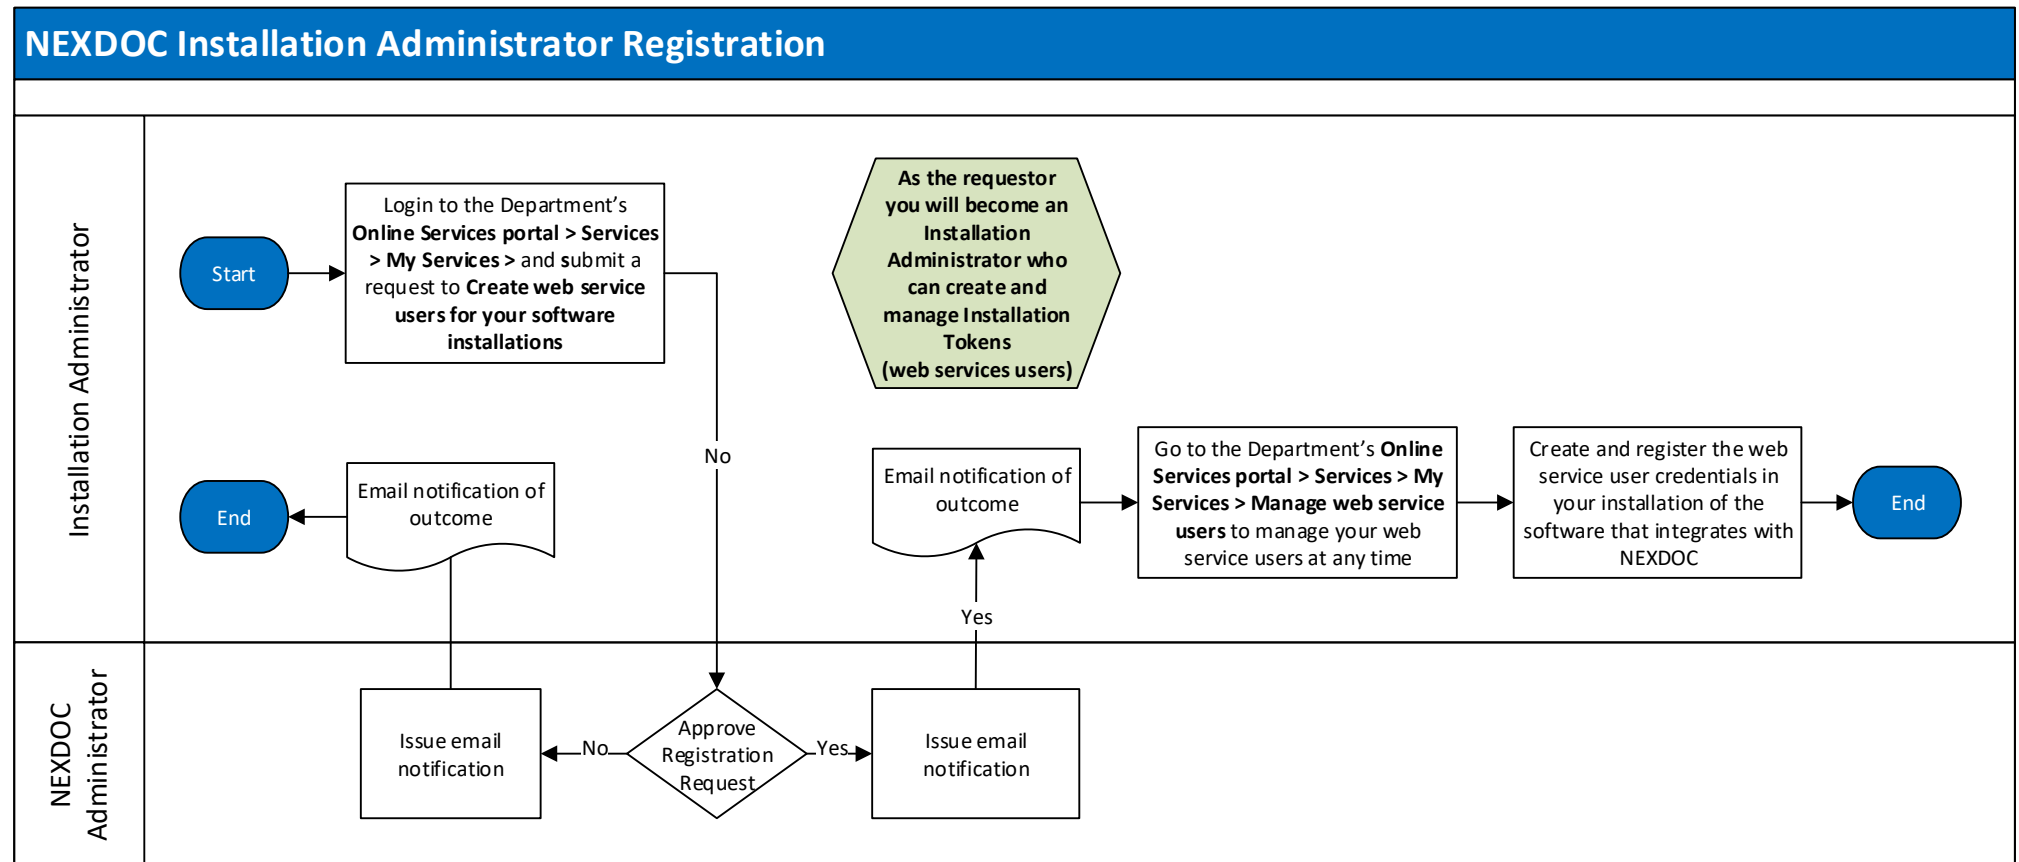 NEXDOC Installation Administrator Registration
Installation Administrator
Start
Login to the Department’s
Online Services portal > Services
> My Services > and submit a
request to Create web service
users for your software
installations
As the requestor
you will become an
Installation
Administrator who
can create and
manage Installation
Tokens
(web services users)
No
End
Email notification of
outcome
Email notification of
outcome
Go to the Department’s Online
Services portal > Services > My
Services > Manage web service
users to manage your web
service users at any time
Create and register the web
service user credentials in
your installation of the
software that integrates with
NEXDOC
End
Yes
NEXDOC
Administrator
Issue email
notification
No
Approve
Registration
Request
Yes
Issue email
notification